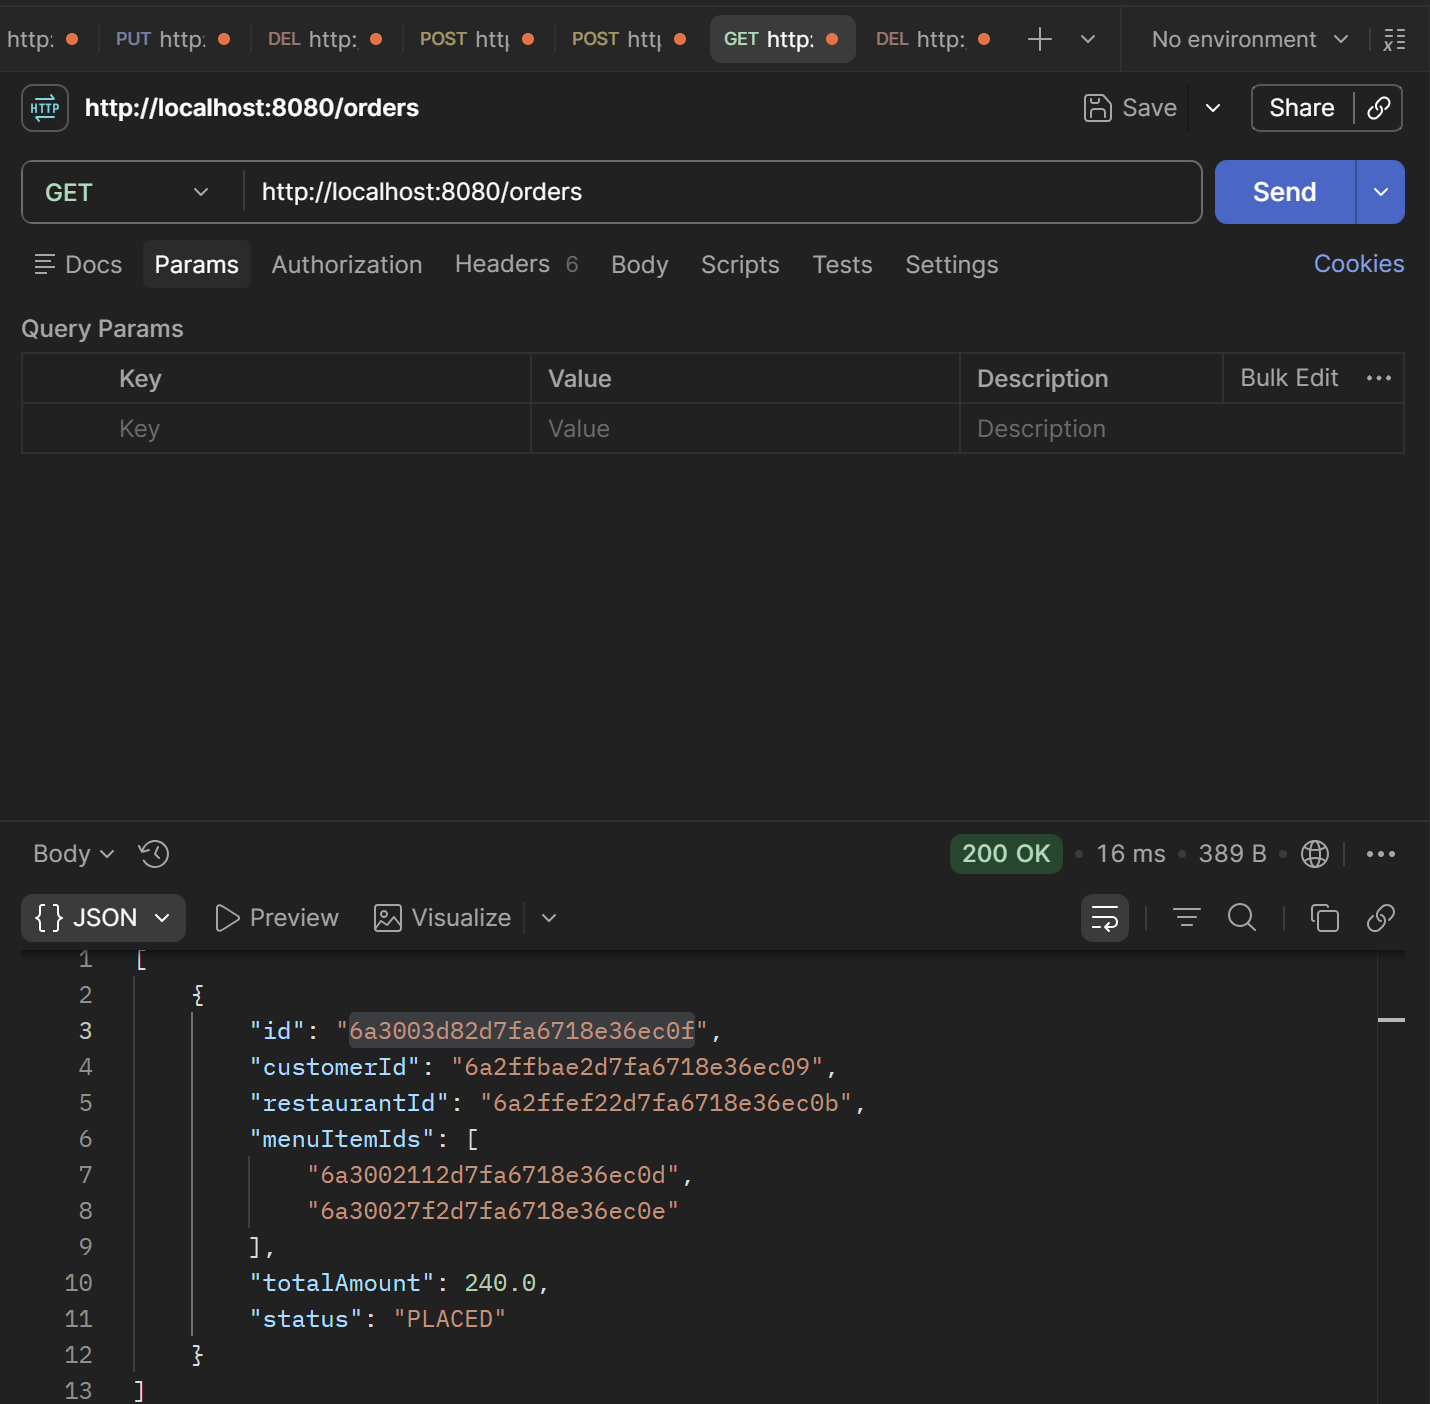 http:
PUT http:
DEL http:
POST http
POST http
GET http:
DEL http:
No environment
HTTP http://localhost:8080/orders
Save
Share
GET
http://localhost:8080/orders
Send
Docs Params Authorization Headers 6 Body Scripts Tests Settings Cookies
Query Params
Key Value Description Bulk Edit
Key Value Description
Body 200 OK • 16 ms • 389 B •
{} JSON Preview Visualize
1 [
2 {
3 "id": "6a3003d82d7fa6718e36ec0f",
4 "customerId": "6a2ffbae2d7fa6718e36ec09",
5 "restaurantId": "6a2ffef22d7fa6718e36ec0b",
6 "menuItemIds": [
7 "6a3002112d7fa6718e36ec0d",
8 "6a30027f2d7fa6718e36ec0e"
9 ],
10 "totalAmount": 240.0,
11 "status": "PLACED"
12 }
13 ]